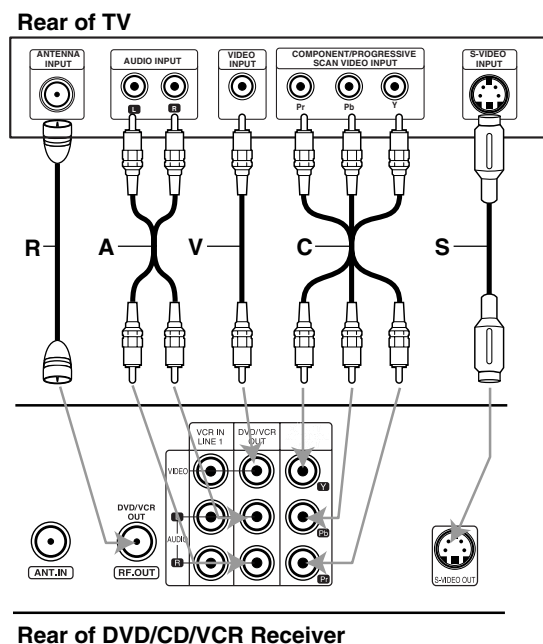 Rear of TV
ANTENNA INPUT
AUDIO INPUT
VIDEO INPUT
COMPONENT/PROGRESSIVE SCAN VIDEO INPUT
S-VIDEO INPUT
L
R
Pr
Pb
Y
R
A
V
C
S
VCR IN LINE 1
DVD/VCR OUT
VIDEO
Y
DVD/VCR OUT
AUDIO
Pb
R
Pr
ANT.IN
RF.OUT
S-VIDEO OUT
Rear of DVD/CD/VCR Receiver